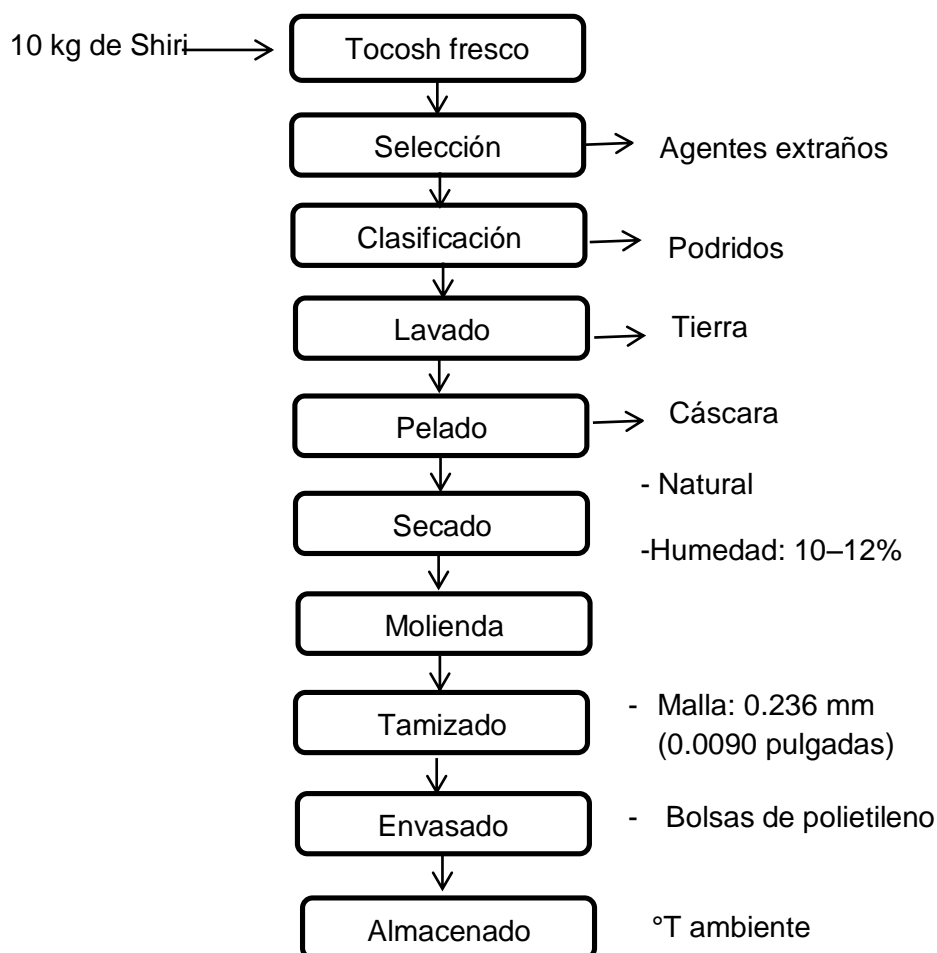 10 kg de Shiri
Tocosh fresco
Selección
Agentes extraños
Clasificación
Podridos
Lavado
Tierra
Pelado
Cáscara
- Natural
Secado
-Humedad: 10–12%
Molienda
Tamizado
- Malla: 0.236 mm
(0.0090 pulgadas)
Envasado
- Bolsas de polietileno
Almacenado
°T ambiente